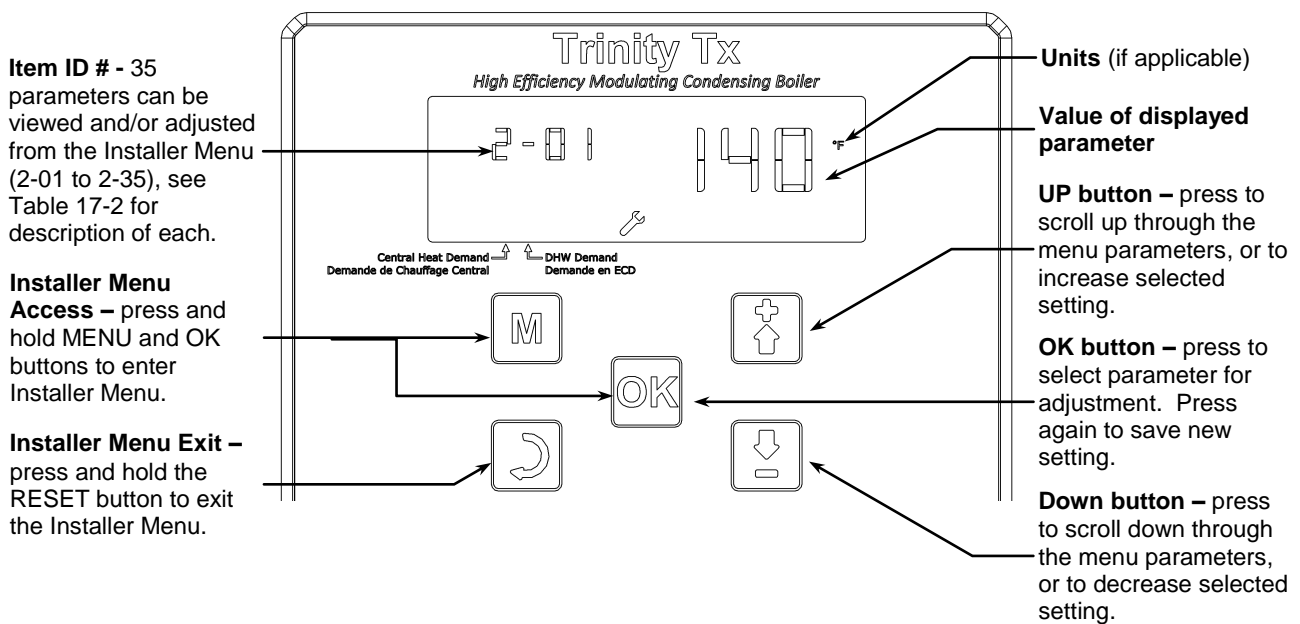 Item ID # - 35
parameters can be
viewed and/or adjusted
from the Installer Menu
(2-01 to 2-35), see
Table 17-2 for
description of each.
Installer Menu
Access – press and
hold MENU and OK
buttons to enter
Installer Menu.
Installer Menu Exit –
press and hold the
RESET button to exit
the Installer Menu.
Trinity Tx
High Efficiency Modulating Condensing Boiler
2-01 140 °F
Central Heat Demand
Demande de Chauffage Central
DHW Demand
Demande en ECD
M
OK
Units (if applicable)
Value of displayed
parameter
UP button – press to
scroll up through the
menu parameters, or to
increase selected
setting.
OK button – press to
select parameter for
adjustment. Press
again to save new
setting.
Down button – press
to scroll down through
the menu parameters,
or to decrease selected
setting.